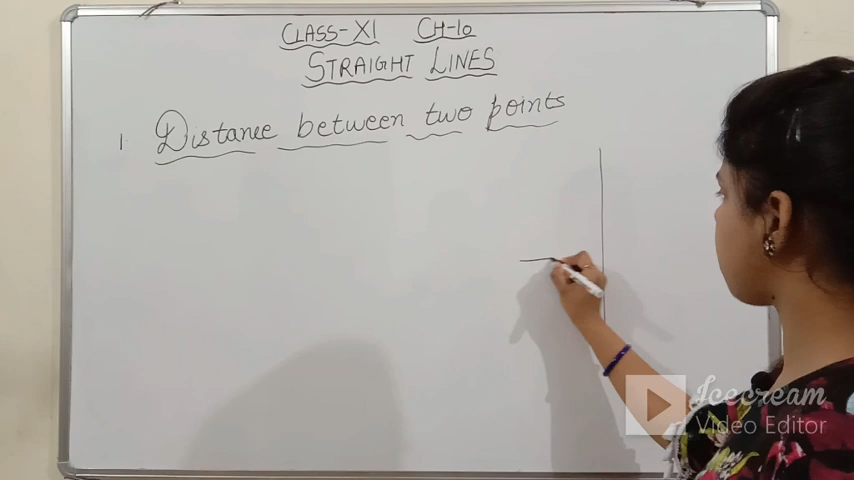 CLASS-XI CH-10
STRAIGHT LINES
1. Distance between two points
Icecream
Video Editor